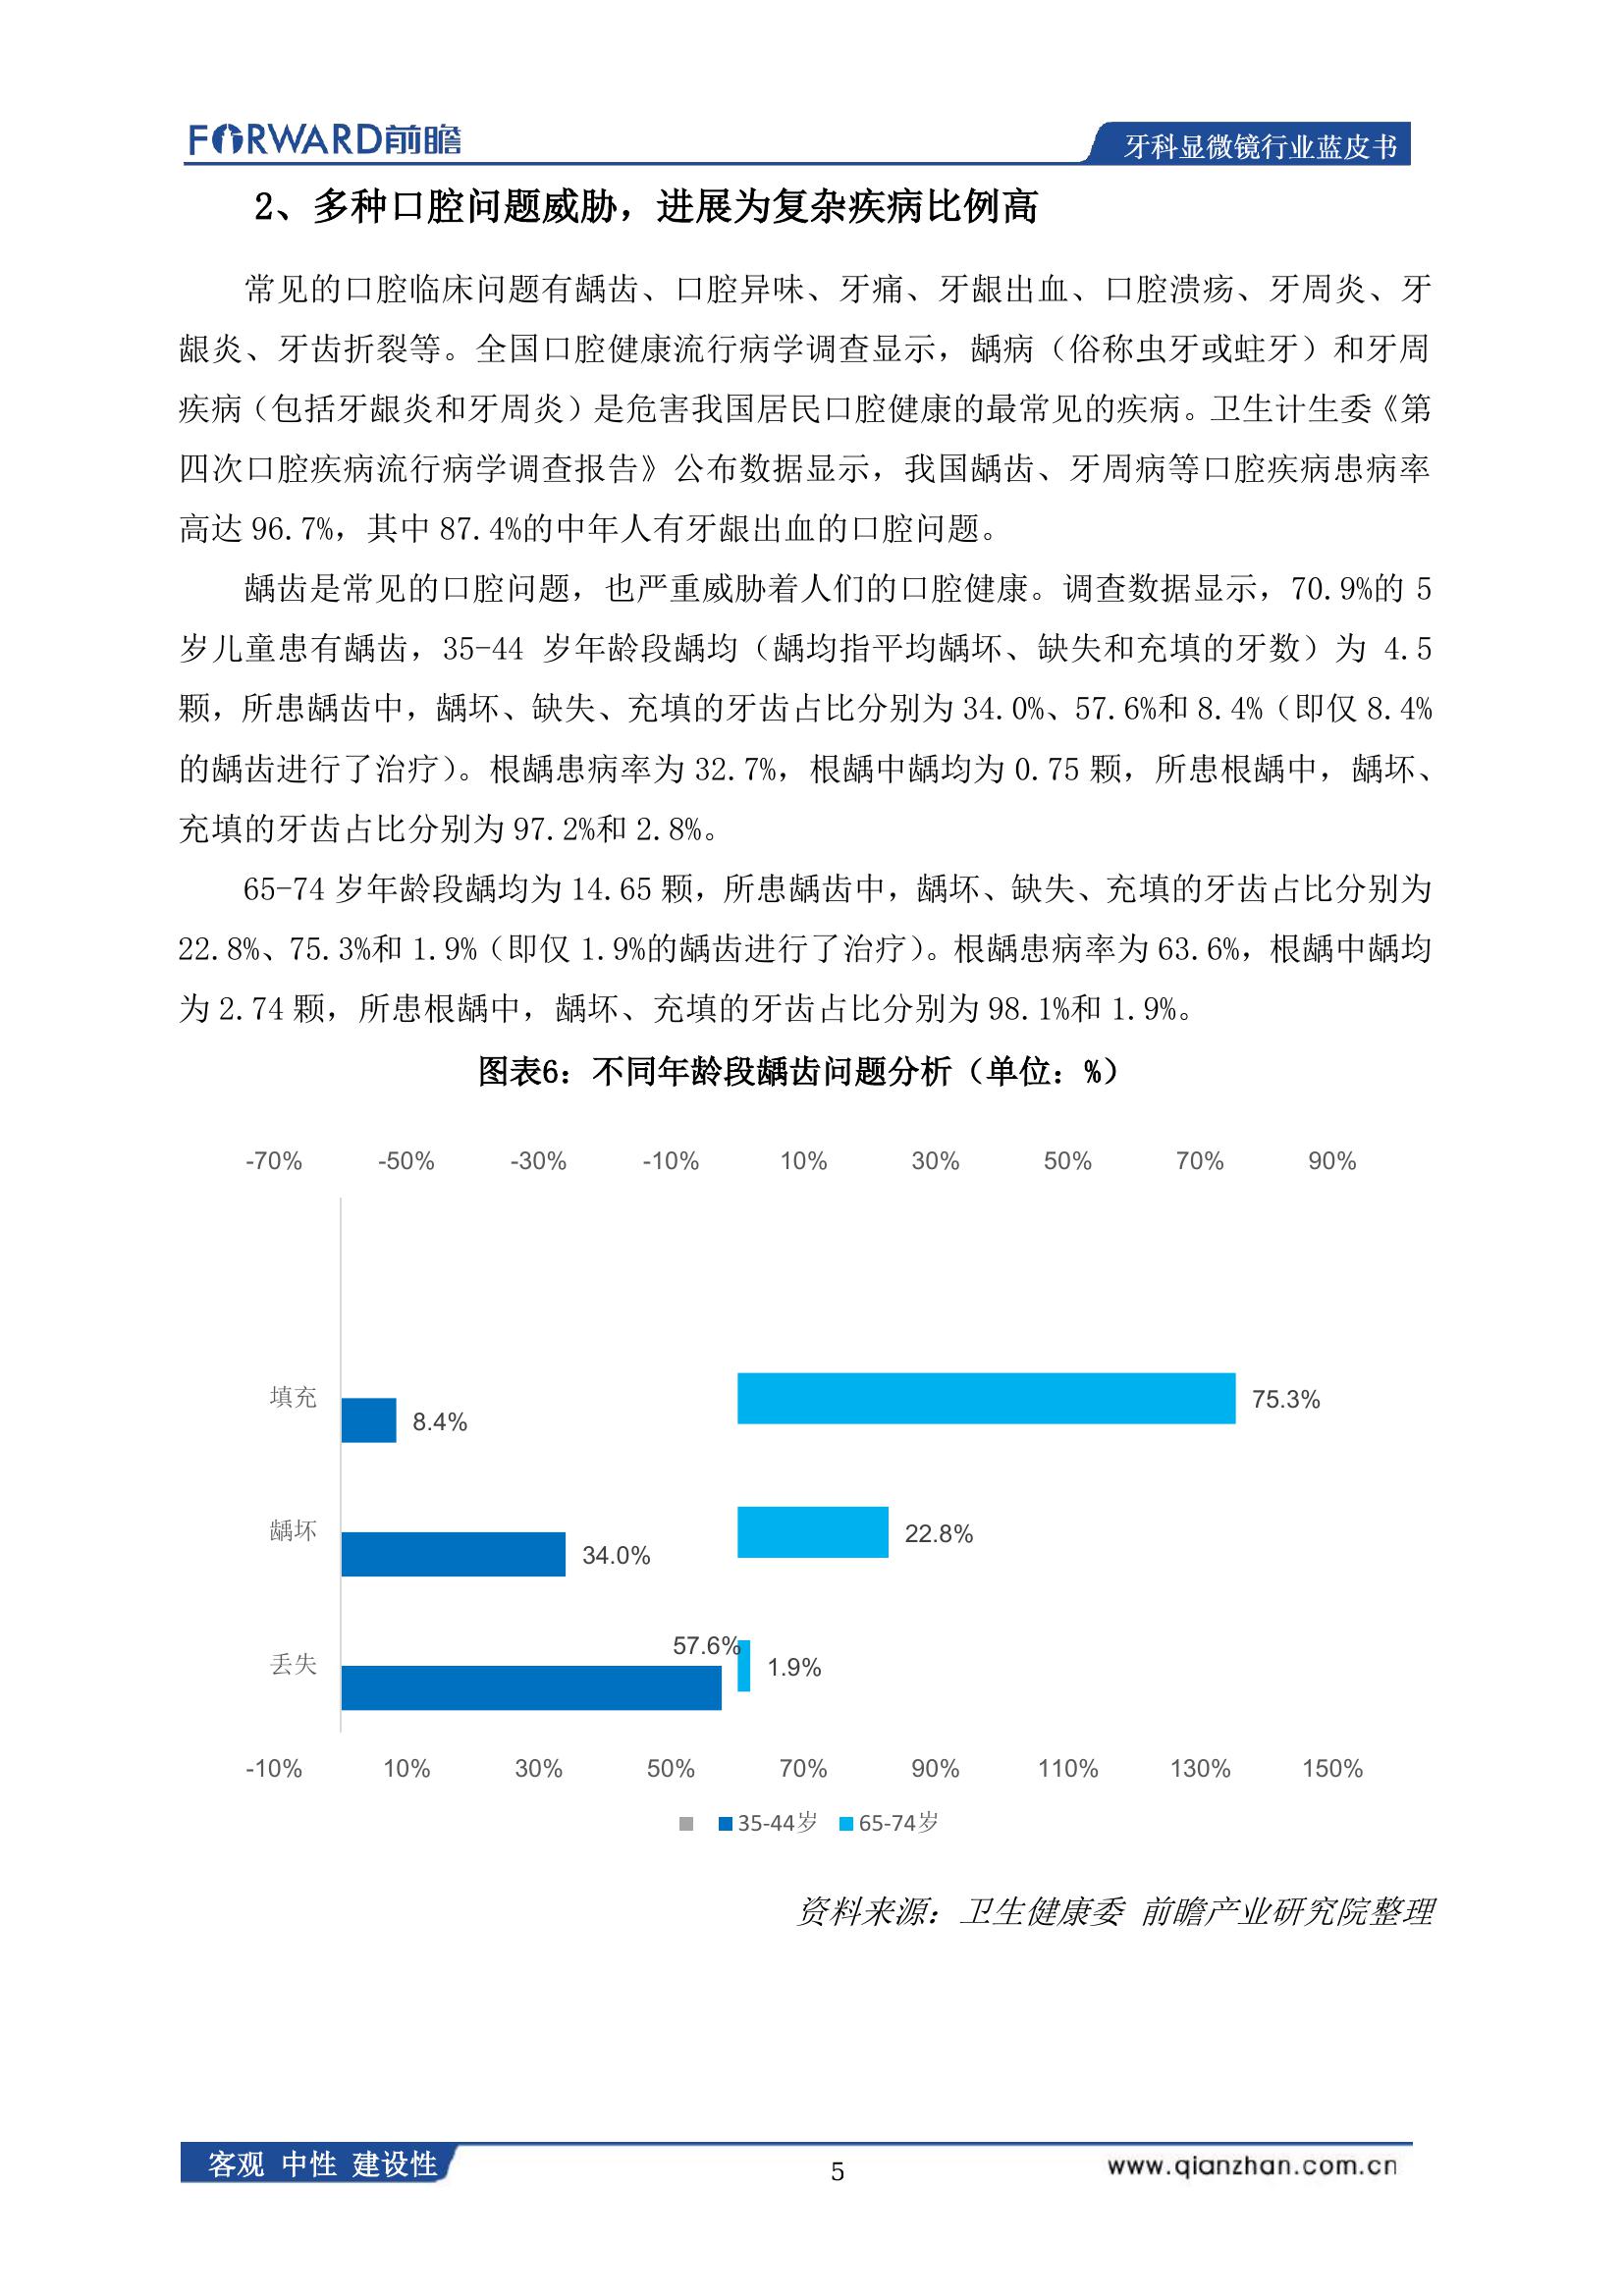 FORWARD前瞻
牙科显微镜行业蓝皮书
2、多种口腔问题威胁，进展为复杂疾病比例高
常见的口腔临床问题有龋齿、口腔异味、牙痛、牙龈出血、口腔溃疡、牙周炎、牙
龈炎、牙齿折裂等。全国口腔健康流行病学调查显示，龋病（俗称虫牙或蛀牙）和牙周
疾病（包括牙龈炎和牙周炎）是危害我国居民口腔健康的最常见的疾病。卫生计生委《第
四次口腔疾病流行病学调查报告》公布数据显示，我国龋齿、牙周病等口腔疾病患病率
高达 96.7%，其中 87.4%的中年人有牙龈出血的口腔问题。
龋齿是常见的口腔问题，也严重威胁着人们的口腔健康。调查数据显示，70.9%的 5
岁儿童患有龋齿，35-44 岁年龄段龋均（龋均指平均龋坏、缺失和充填的牙数）为 4.5
颗，所患龋齿中，龋坏、缺失、充填的牙齿占比分别为 34.0%、57.6%和 8.4%（即仅 8.4%
的龋齿进行了治疗）。根龋患病率为 32.7%，根龋中龋均为 0.75 颗，所患根龋中，龋坏、
充填的牙齿占比分别为 97.2%和 2.8%。
65-74 岁年龄段龋均为 14.65 颗，所患龋齿中，龋坏、缺失、充填的牙齿占比分别为
22.8%、75.3%和 1.9%（即仅 1.9%的龋齿进行了治疗）。根龋患病率为 63.6%，根龋中龋均
为 2.74 颗，所患根龋中，龋坏、充填的牙齿占比分别为 98.1%和 1.9%。
图表6：不同年龄段龋齿问题分析（单位：%）
-70% -50% -30% -10% 10% 30% 50% 70% 90%
填充 8.4% 75.3%
龋坏 34.0% 22.8%
丢失 57.6% 1.9%
-10% 10% 30% 50% 70% 90% 110% 130% 150%
35-44岁 65-74岁
资料来源：卫生健康委 前瞻产业研究院整理
客观 中性 建设性
5
www.qianzhan.com.cn